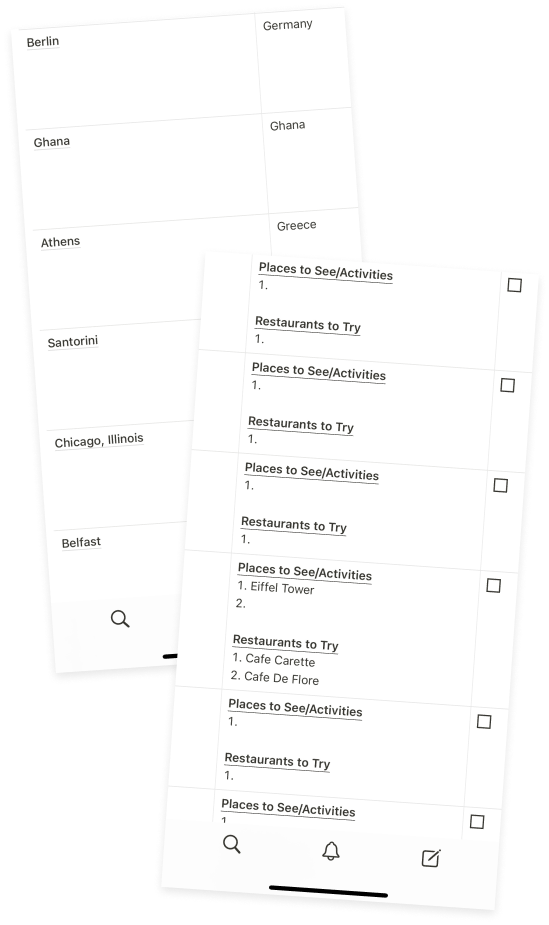 Berlin
Germany
Ghana
Ghana
Athens
Greece
Santorini
Chicago, Illinois
Belfast
Places to See/Activities
1.
Restaurants to Try
1.
Places to See/Activities
1.
Restaurants to Try
1.
Places to See/Activities
1.
Restaurants to Try
1.
Places to See/Activities
1. Eiffel Tower
2.
Restaurants to Try
1. Cafe Carette
2. Cafe De Flore
Places to See/Activities
1.
Restaurants to Try
1.
Places to See/Activities
1